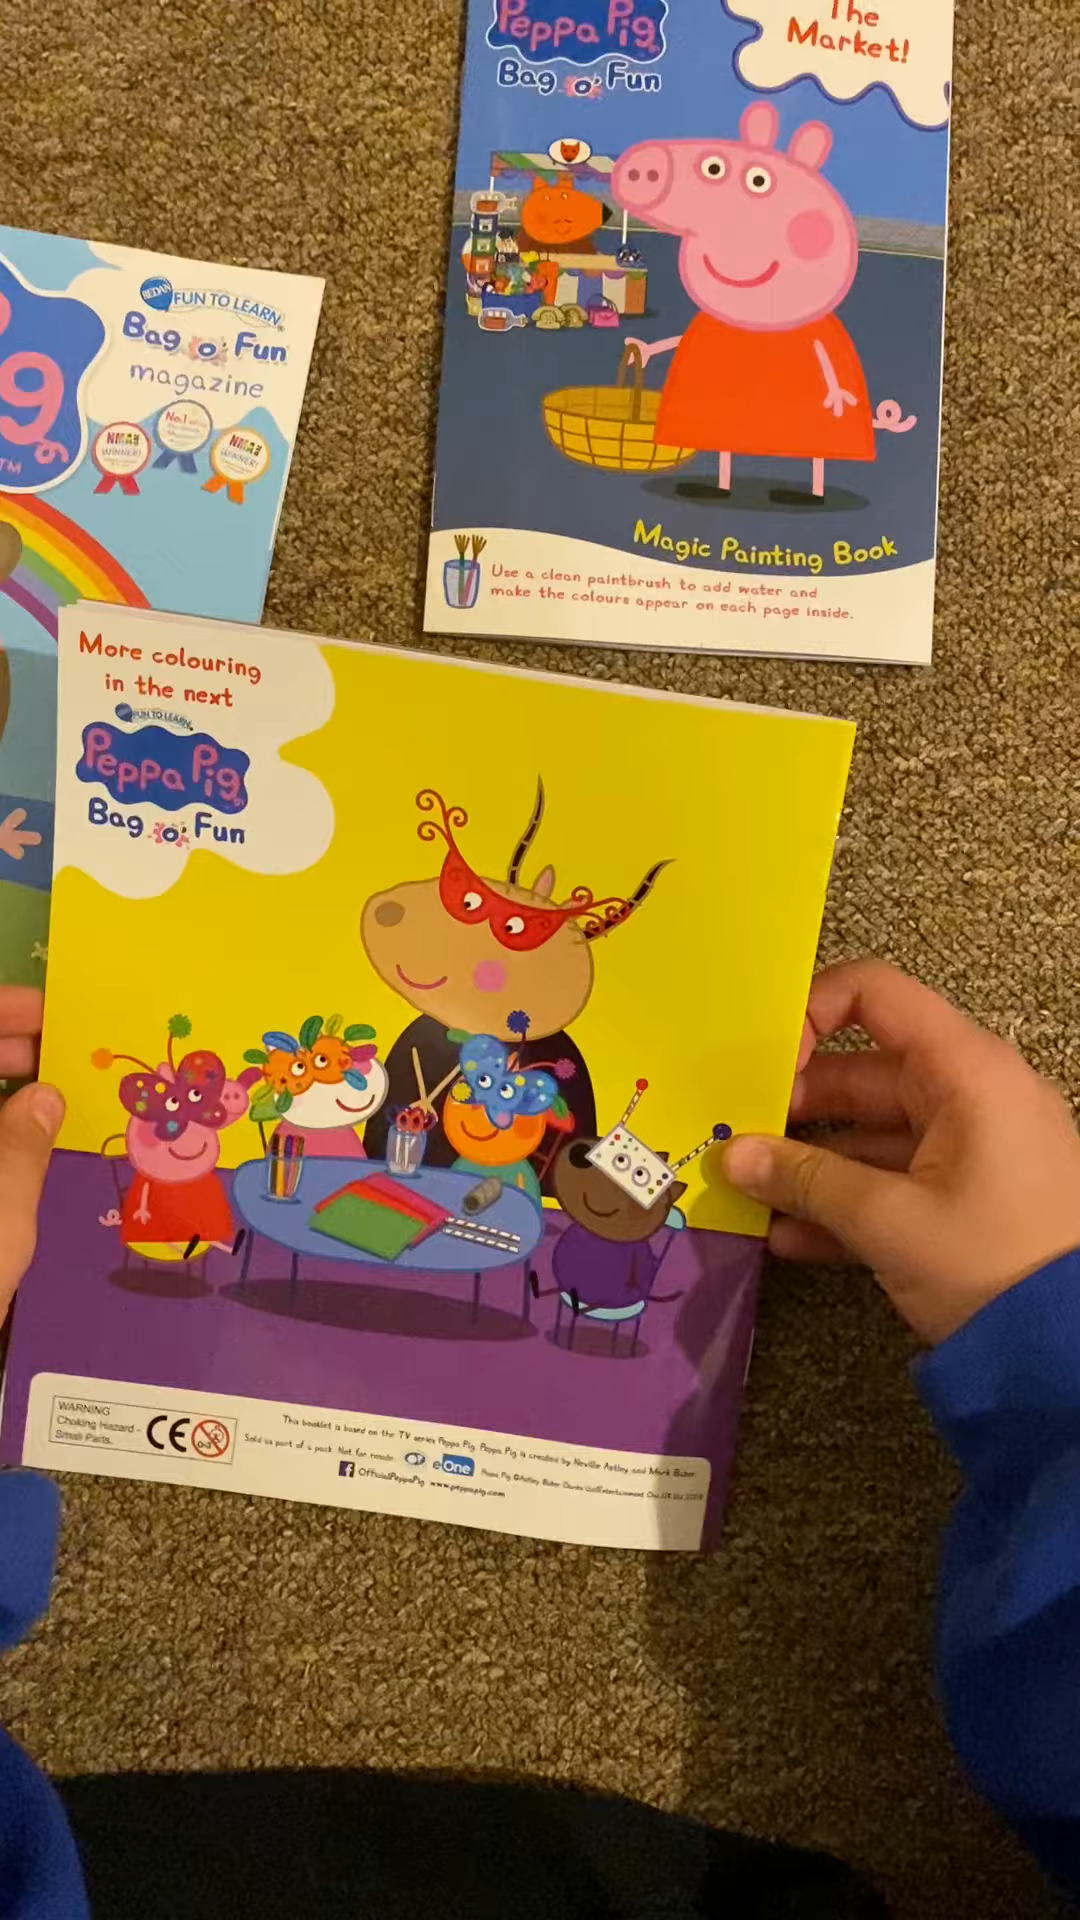 Peppa Pig
Bag o' Fun
The
Market!
Magic Painting Book
Use a clean paintbrush to add water and
make the colours appear on each page inside.
REDAN FUN TO LEARN
Bag o' Fun
magazine
No.1
WINNER!
WINNER!
g
TM
More colouring
in the next
FUN TO LEARN
Peppa Pig
Bag o' Fun
WARNING
Choking Hazard -
Small Parts.
CE
0-3
This booklet is based on the TV series Peppa Pig. Peppa Pig is created by Neville Astley and Mark Baker.
Sold as part of a pack. Not for resale.
eOne
OfficialPeppaPig www.peppapig.com